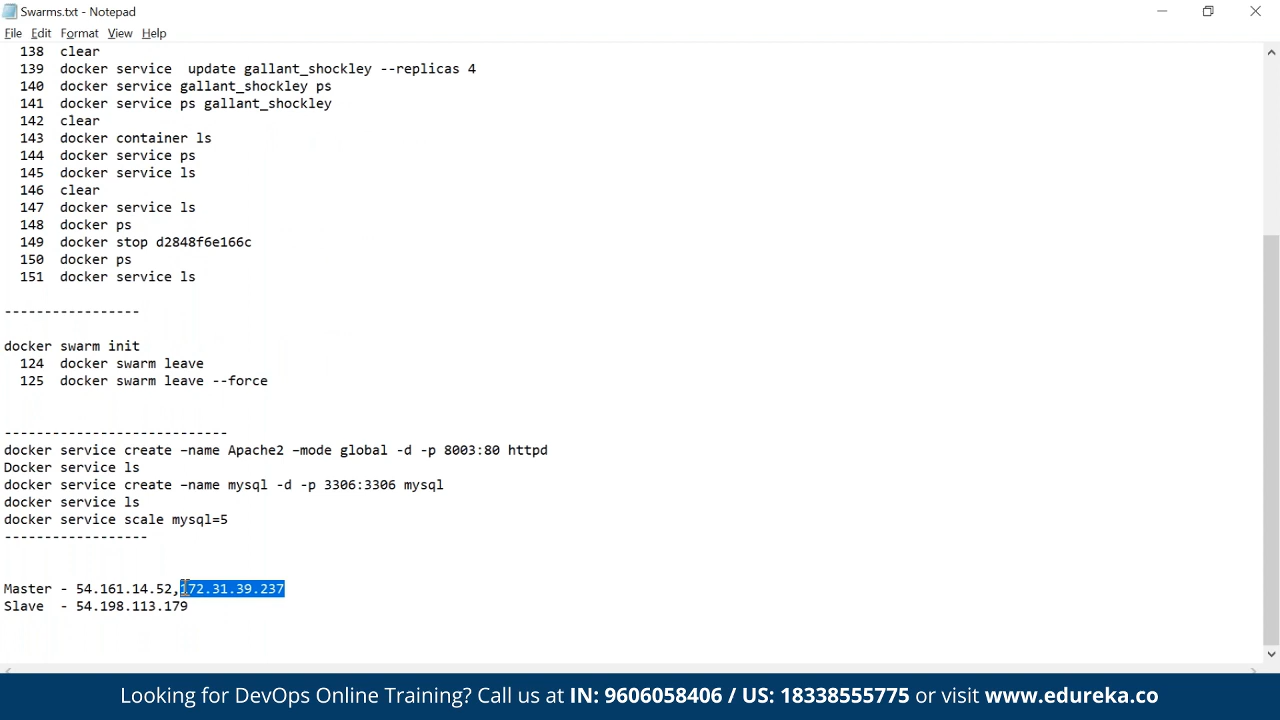 Swarms.txt - Notepad
File Edit Format View Help
138 clear
139 docker service  update gallant_shockley --replicas 4
140 docker service gallant_shockley ps
141 docker service ps gallant_shockley
142 clear
143 docker container ls
144 docker service ps
145 docker service ls
146 clear
147 docker service ls
148 docker ps
149 docker stop d2848f6e166c
150 docker ps
151 docker service ls
-----------------
docker swarm init
124 docker swarm leave
125 docker swarm leave --force
----------------------------
docker service create –name Apache2 –mode global -d -p 8003:80 httpd
Docker service ls
docker service create –name mysql -d -p 3306:3306 mysql
docker service ls
docker service scale mysql=5
------------------
Master - 54.161.14.52,172.31.39.237
Slave  - 54.198.113.179
Looking for DevOps Online Training? Call us at IN: 9606058406 / US: 18338555775 or visit www.edureka.co